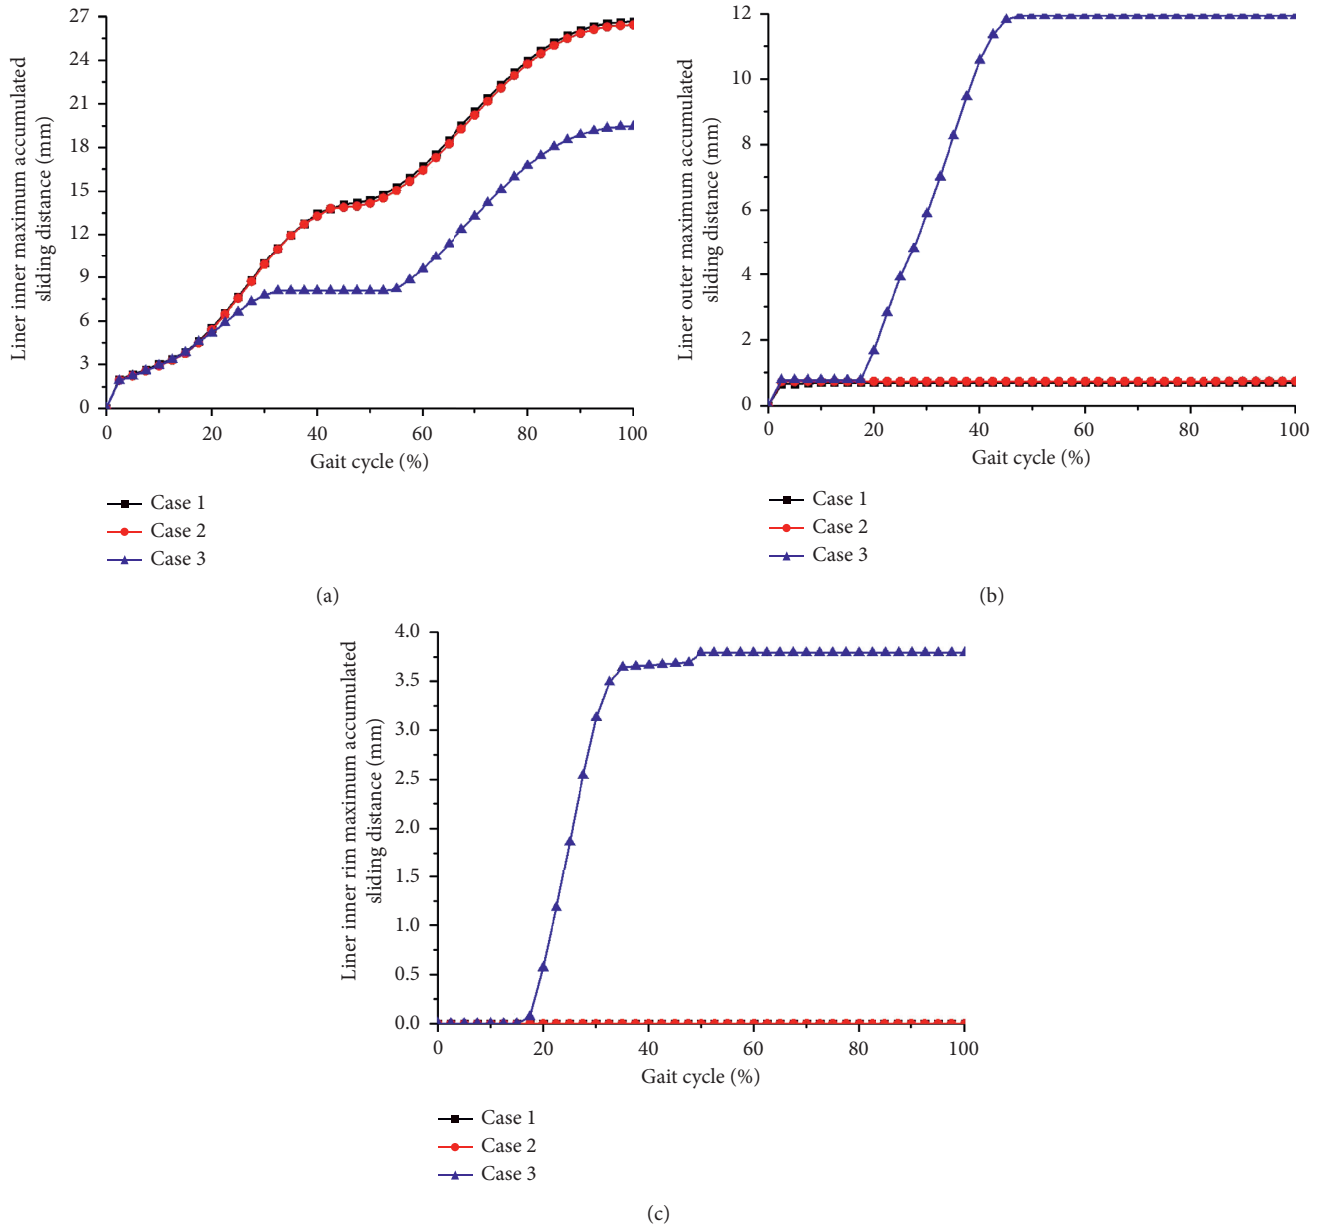 Liner inner maximum accumulated
sliding distance (mm)
27
24
21
18
15
12
9
6
3
0
0 20 40 60 80 100
Gait cycle (%)
Case 1
Case 2
Case 3
(a)
Liner outer maximum accumulated
sliding distance (mm)
12
12
8
6
4
2
0
0 20 40 60 80 100
Gait cycle (%)
Case 1
Case 2
Case 3
(b)
Liner inner rim maximum accumulated
sliding distance (mm)
4.0
3.5
3.0
2.5
2.0
1.5
1.0
0.5
0.0
0 20 40 60 80 100
Gait cycle (%)
Case 1
Case 2
Case 3
(c)